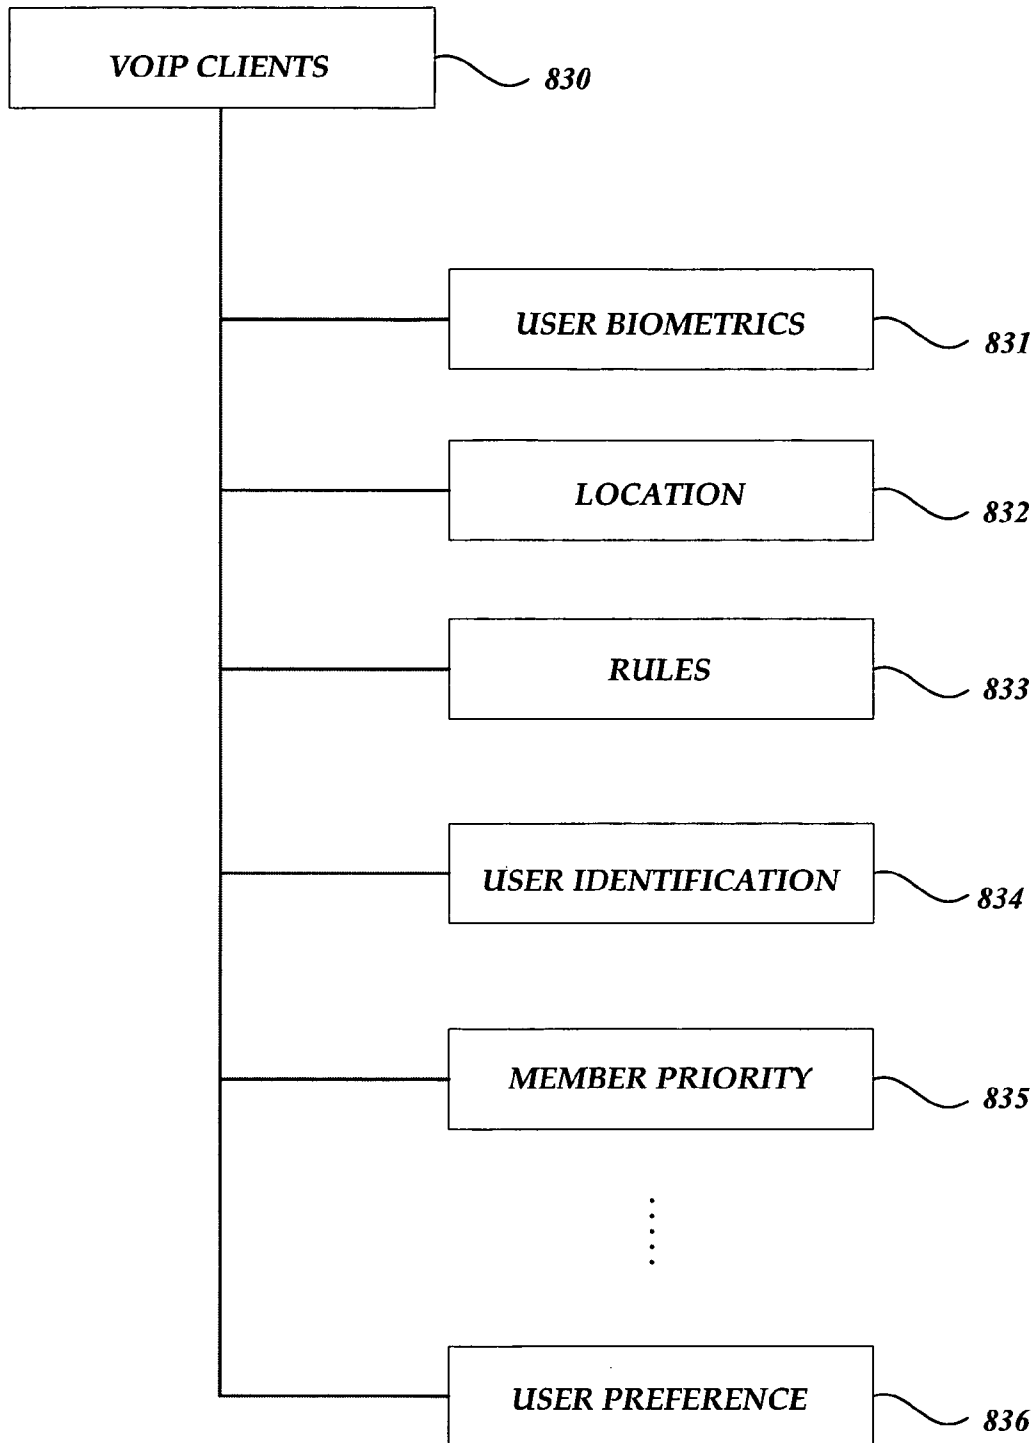 VOIP CLIENTS
830
USER BIOMETRICS
831
LOCATION
832
RULES
833
USER IDENTIFICATION
834
MEMBER PRIORITY
835
USER PREFERENCE
836